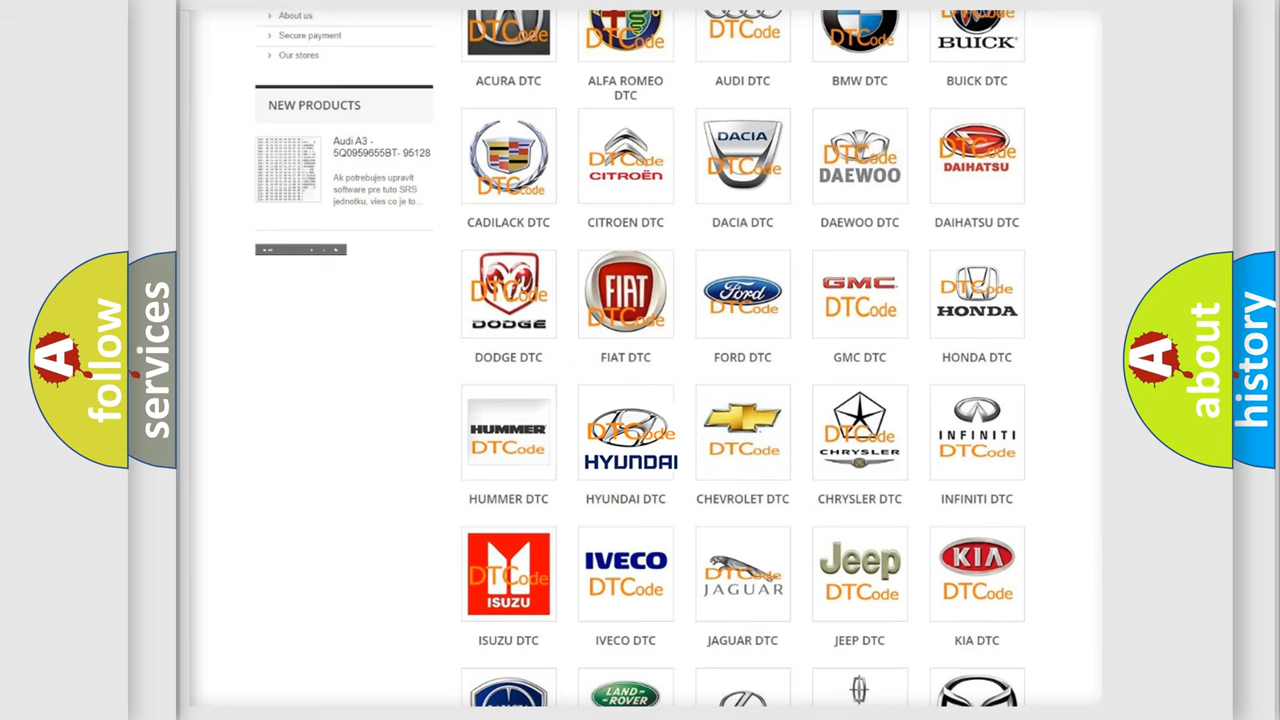 About us
Secure payment
Our stores
NEW PRODUCTS
Audi A3 -
5Q0959655BT- 95128
Ak potrebujes upravit
software pre tuto SRS
jednotku, vies co je to...
DTCode DTCode DTCode DTCode BUICK
ACURA DTC ALFA ROMEO DTC AUDI DTC BMW DTC BUICK DTC
DTCode
DTCode CITROËN
DACIA DTCode
DTCode DAEWOO
DTCode DAIHATSU
CADILACK DTC CITROEN DTC DACIA DTC DAEWOO DTC DAIHATSU DTC
DTCode DODGE
FIAT DTCode
Ford DTCode
GMC DTCode
DTCode HONDA
DODGE DTC FIAT DTC FORD DTC GMC DTC HONDA DTC
HUMMER DTCode
DTCode HYUNDAI
DTCode
DTCode CHRYSLER
INFINITI DTCode
HUMMER DTC HYUNDAI DTC CHEVROLET DTC CHRYSLER DTC INFINITI DTC
DTCode ISUZU
IVECO DTCode
DTCode JAGUAR
Jeep DTCode
KIA DTCode
ISUZU DTC IVECO DTC JAGUAR DTC JEEP DTC KIA DTC
LAND-
ROVER
A follow
services
A about
history